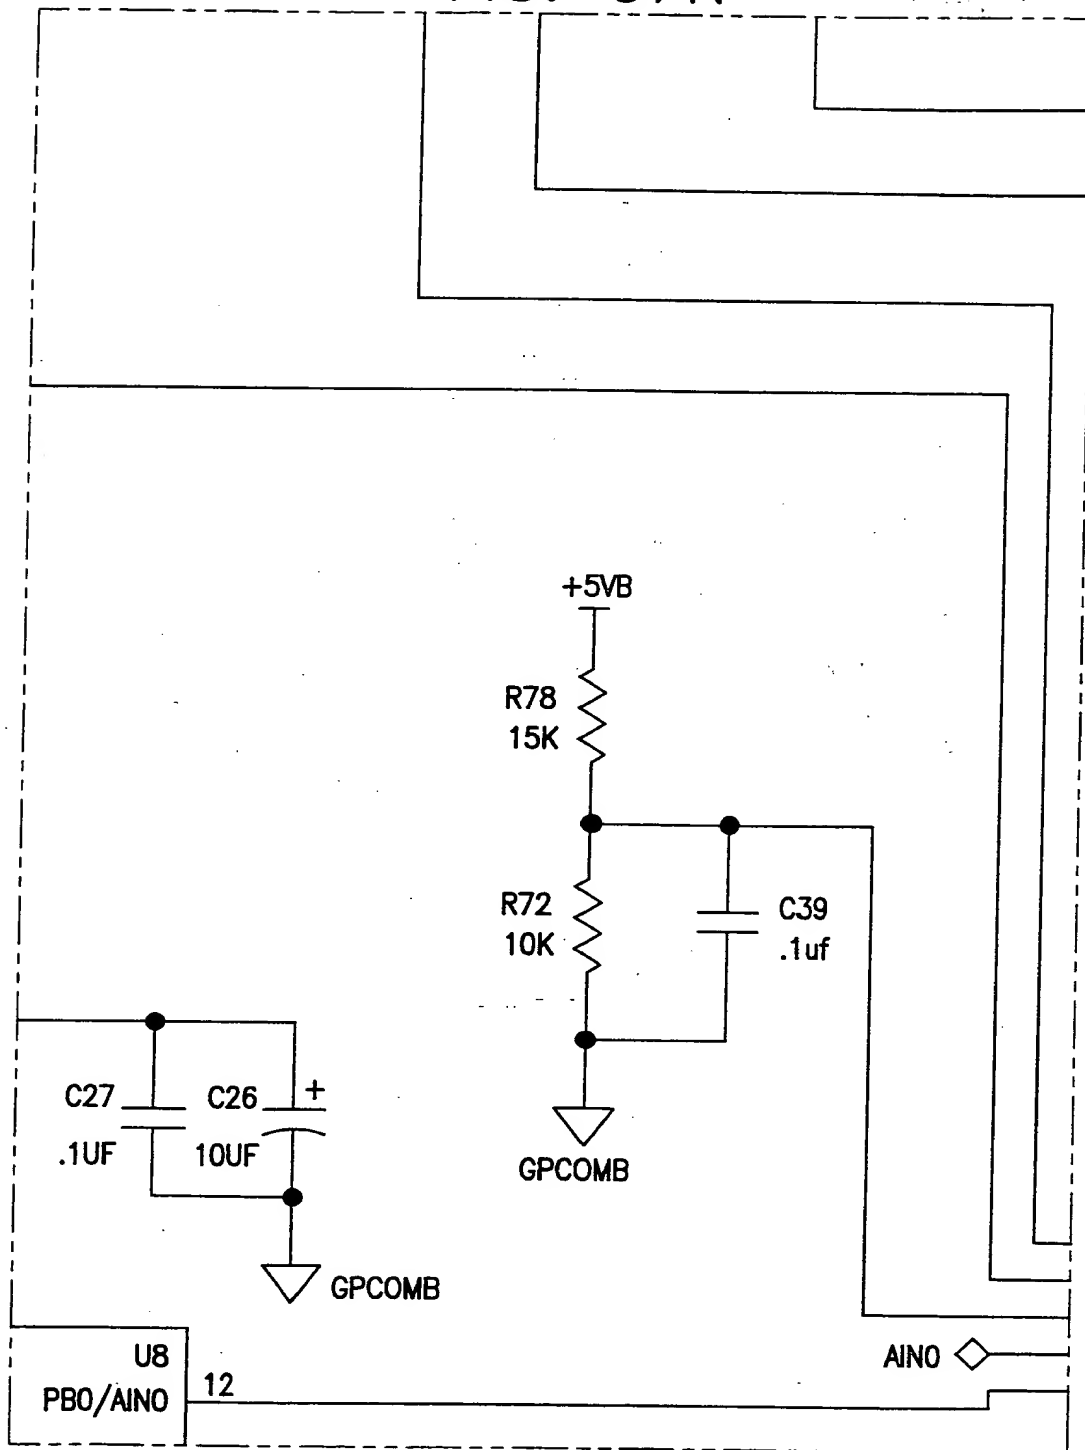 +5VB
R78
15K
R72
10K
C39
.1uf
C27
.1UF
C26
+
10UF
GPCOMB
GPCOMB
U8
PB0/AIN0
12
AIN0